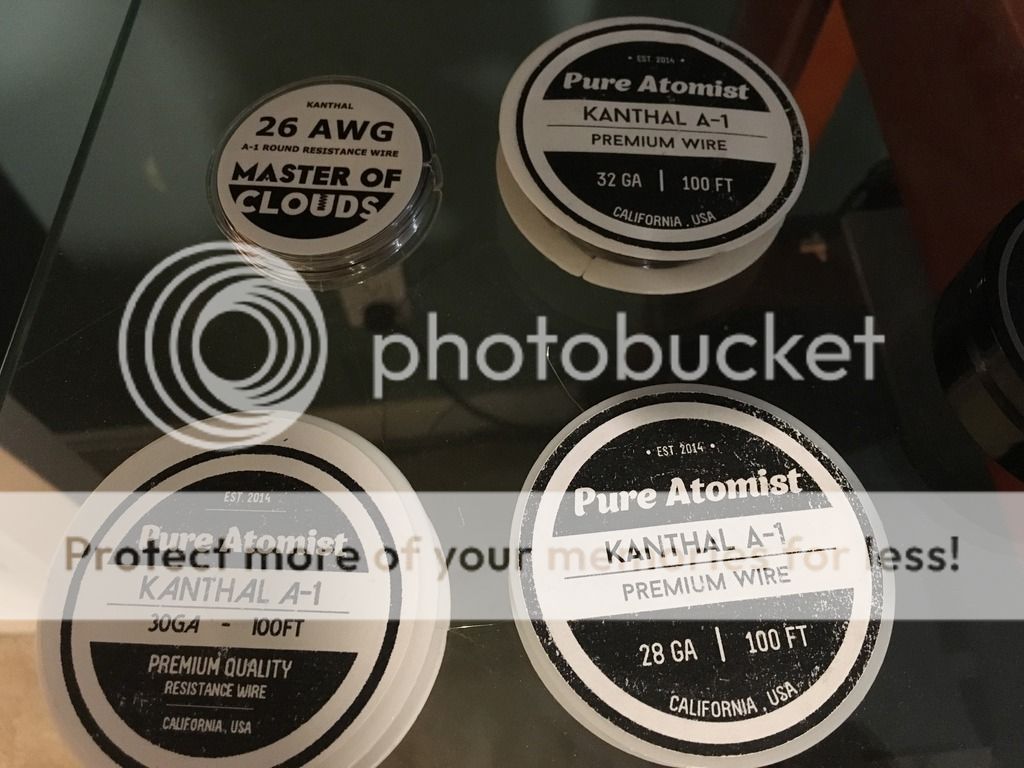 KANTHAL
26 AWG
A-1 ROUND RESISTANCE WIRE
MASTER OF
CLOUDS
• EST. 2014 •
Pure Atomist
KANTHAL A-1
PREMIUM WIRE
32 GA | 100 FT
CALIFORNIA , USA
photobucket
Protect more of your memories for less!
EST. 2014
Pure Atomist
KANTHAL A-1
30GA - 100FT
PREMIUM QUALITY
RESISTANCE WIRE
CALIFORNIA, USA
• EST. 2014 •
Pure Atomist
KANTHAL A-1
PREMIUM WIRE
28 GA | 100 FT
CALIFORNIA, USA